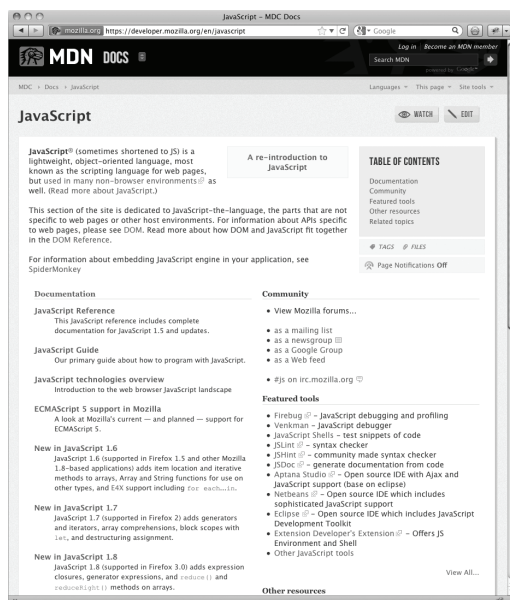 JavaScript – MDC Docs
mozilla.org https://developer.mozilla.org/en/javascript
Google
MDN DOCS
Log in | Become an MDN member
Search MDN
powered by Google
MDC › Docs › JavaScript
Languages
This page
Site tools
JavaScript
WATCH
EDIT
JavaScript® (sometimes shortened to JS) is a
lightweight, object-oriented language, most
known as the scripting language for web pages,
but used in many non-browser environments as
well. (Read more about JavaScript.)
A re-introduction to
JavaScript
This section of the site is dedicated to JavaScript-the-language, the parts that are not
specific to web pages or other host environments. For information about APIs specific
to web pages, please see DOM. Read more about how DOM and JavaScript fit together
in the DOM Reference.
For information about embedding JavaScript engine in your application, see
SpiderMonkey
TABLE OF CONTENTS
Documentation
Community
Featured tools
Other resources
Related topics
TAGS
FILES
Page Notifications Off
Documentation
JavaScript Reference
This JavaScript reference includes complete
documentation for JavaScript 1.5 and updates.
JavaScript Guide
Our primary guide about how to program with JavaScript.
JavaScript technologies overview
Introduction to the web browser JavaScript landscape
ECMAScript 5 support in Mozilla
A look at Mozilla's current — and planned — support for
ECMAScript 5.
New in JavaScript 1.6
JavaScript 1.6 (supported in Firefox 1.5 and other Mozilla
1.8-based applications) adds item location and iterative
methods to arrays, Array and String functions for use on
other types, and E4X support including for each…in.
New in JavaScript 1.7
JavaScript 1.7 (supported in Firefox 2) adds generators
and iterators, array comprehensions, block scopes with
let, and destructuring assignment.
New in JavaScript 1.8
JavaScript 1.8 (supported in Firefox 3.0) adds expression
closures, generator expressions, and reduce() and
reduceRight() methods on arrays.
Community
• View Mozilla forums...
• as a mailing list
• as a newsgroup
• as a Google Group
• as a Web feed
• #js on irc.mozilla.org
Featured tools
• Firebug – JavaScript debugging and profiling
• Venkman – JavaScript debugger
• JavaScript Shells – test snippets of code
• JSLint – syntax checker
• JSHint – community made syntax checker
• JSDoc – generate documentation from code
• Aptana Studio – Open source IDE with Ajax and
JavaScript support (base on eclipse)
• Netbeans – Open source IDE which includes
sophisticated JavaScript support
• Eclipse – Open source IDE which includes JavaScript
Development Toolkit
• Extension Developer's Extension – Offers JS
Environment and Shell
• Other JavaScript tools
View All...
Other resources